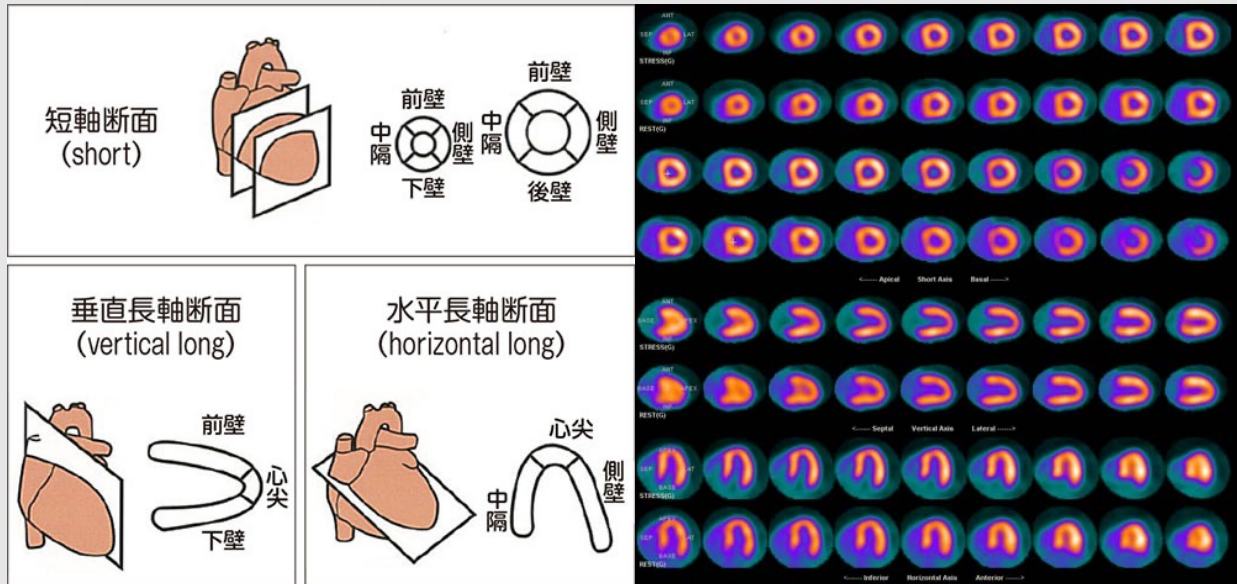 短軸断面
(short)
前壁
中隔
側壁
下壁
前壁
中隔
側壁
後壁
垂直長軸断面
(vertical long)
前壁
心尖
下壁
水平長軸断面
(horizontal long)
心尖
中隔
側壁
ANT
SEP LAT
INF
STRESS(G)
ANT
SEP LAT
REST(G)
<----- Apical Short Axis Basal ----->
ANT
BASE APEX
STRESS(G)
ANT
BASE APEX
INF
REST(G)
<----- Septal Vertical Axis Lateral ----->
APEX
SEP LAT
BASE
STRESS(G)
APEX
SEP LAT
BASE
REST(G)
<----- Inferior Horizontal Axis Anterior ----->